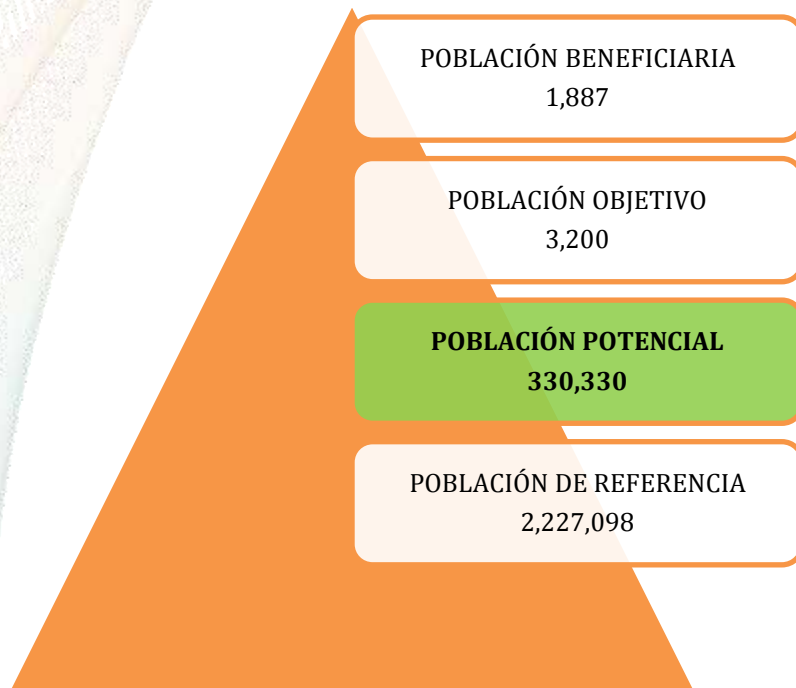 POBLACIÓN BENEFICIARIA
1,887
POBLACIÓN OBJETIVO
3,200
POBLACIÓN POTENCIAL
330,330
POBLACIÓN DE REFERENCIA
2,227,098